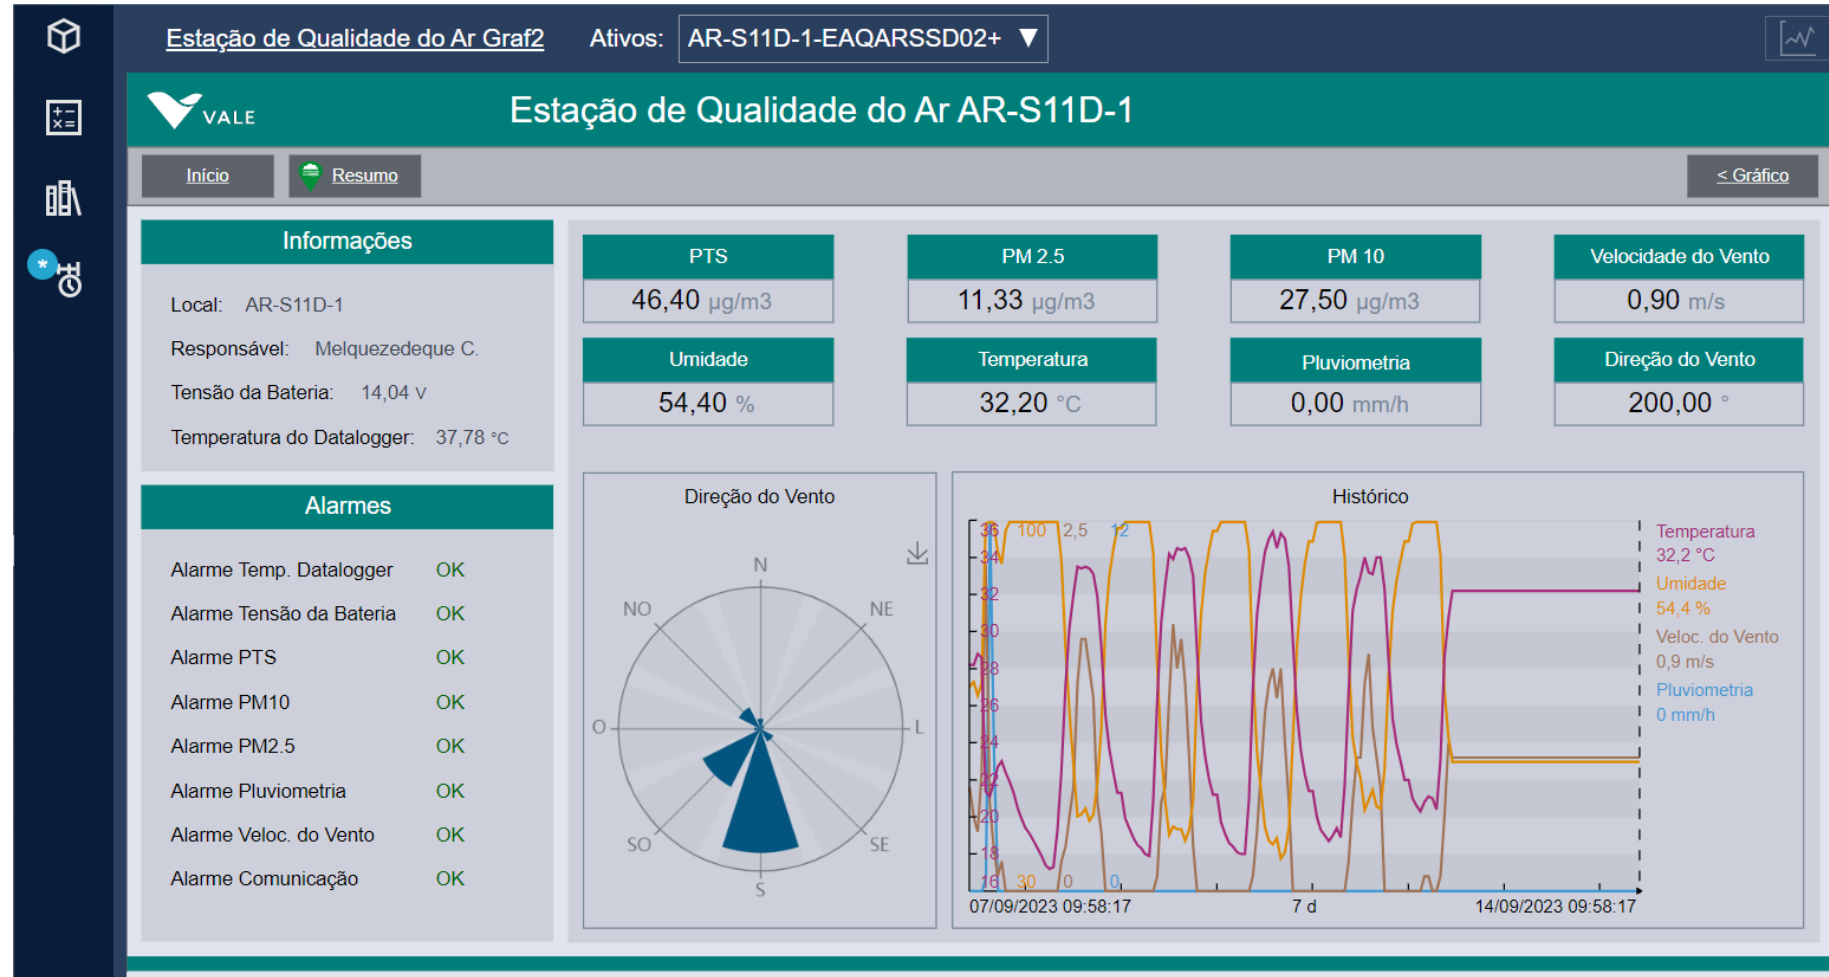 Estação de Qualidade do Ar Graf2 Ativos: AR-S11D-1-EAQARSSD02+ ▼
VALE Estação de Qualidade do Ar AR-S11D-1
Início Resumo < Gráfico
Informações
Local: AR-S11D-1
Responsável: Melquezedeque C.
Tensão da Bateria: 14,04 V
Temperatura do Datalogger: 37,78 °C
Alarmes
Alarme Temp. Datalogger OK
Alarme Tensão da Bateria OK
Alarme PTS OK
Alarme PM10 OK
Alarme PM2.5 OK
Alarme Pluviometria OK
Alarme Veloc. do Vento OK
Alarme Comunicação OK
PTS PM 2.5 PM 10 Velocidade do Vento
46,40 µg/m3 11,33 µg/m3 27,50 µg/m3 0,90 m/s
Umidade Temperatura Pluviometria Direção do Vento
54,40 % 32,20 °C 0,00 mm/h 200,00 °
Direção do Vento
N
NO NE
O L
SO SE
S
Histórico
36 100 2,5 12
34
32
30
28
26
24
22
20
18
16 30 0 0
07/09/2023 09:58:17 7 d 14/09/2023 09:58:17
Temperatura
32,2 °C
Umidade
54,4 %
Veloc. do Vento
0,9 m/s
Pluviometria
0 mm/h